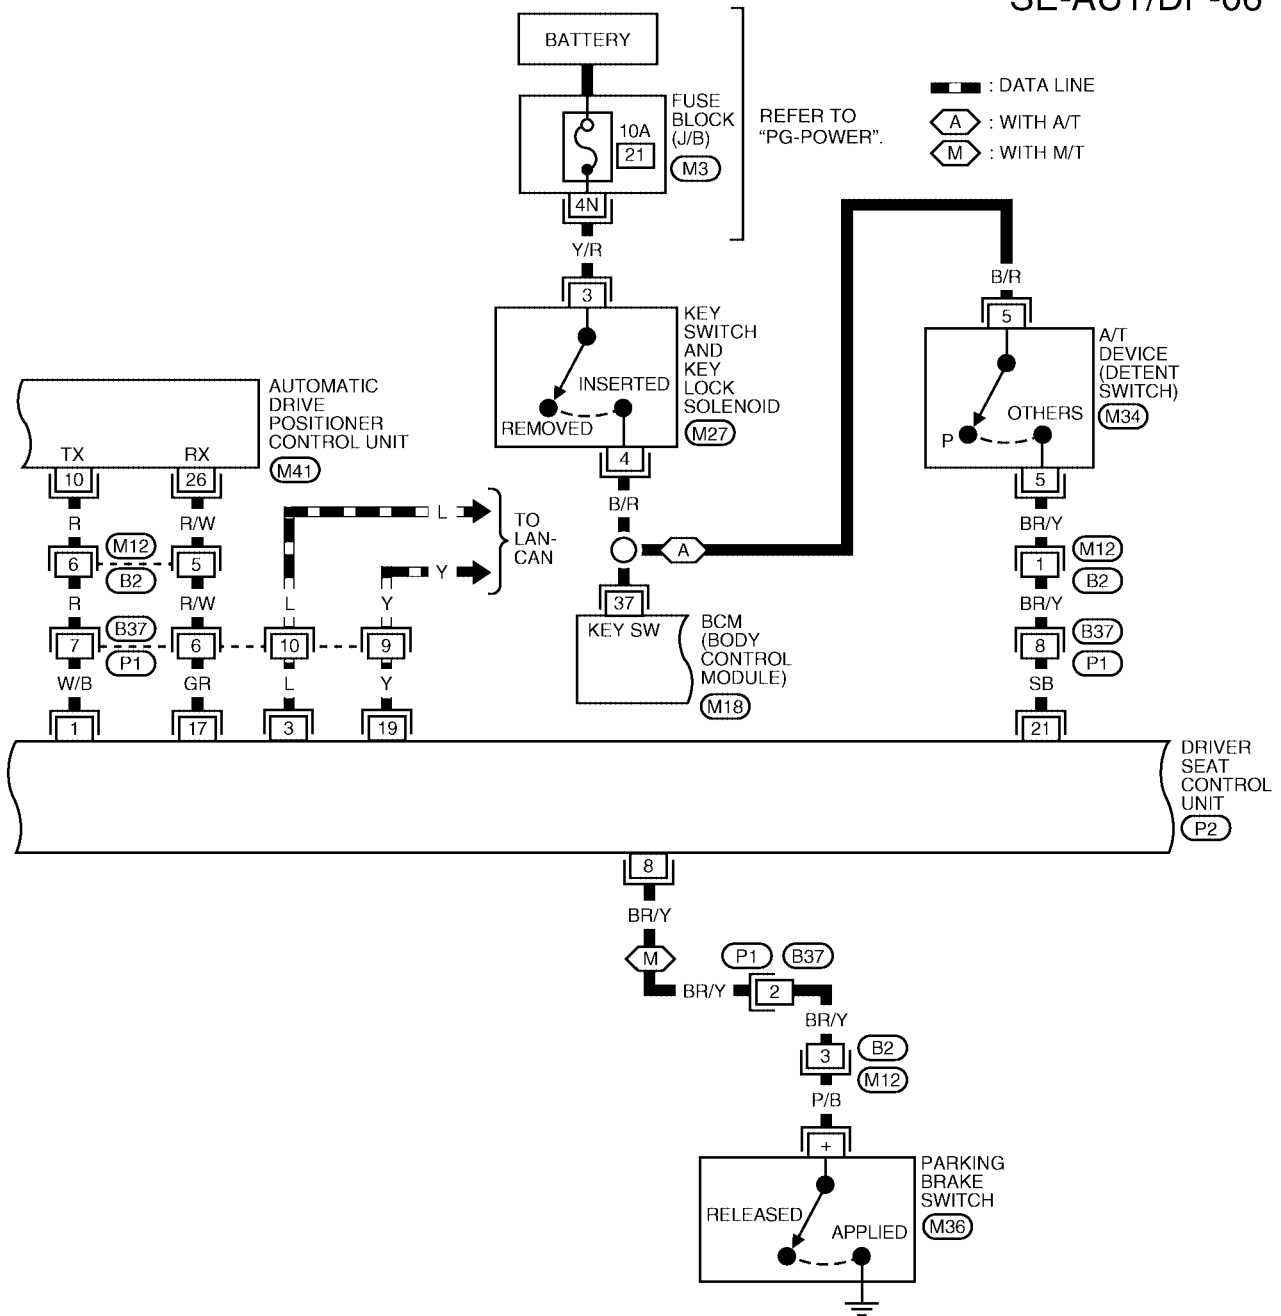 BATTERY
FUSE
BLOCK
(J/B)
10A
21
M3
4N
REFER TO
“PG-POWER”.
: DATA LINE
A : WITH A/T
M : WITH M/T
Y/R
3
KEY
SWITCH
AND
KEY
LOCK
SOLENOID
M27
INSERTED
REMOVED
4
B/R
A
37
KEY SW
BCM
(BODY
CONTROL
MODULE)
M18
B/R
5
A/T
DEVICE
(DETENT
SWITCH)
M34
OTHERS
P
5
BR/Y
1
M12
B2
BR/Y
8
B37
P1
SB
21
AUTOMATIC
DRIVE
POSITIONER
CONTROL UNIT
M41
TX RX
10 26
R R/W
M12
6 5
B2
R R/W
B37
7 6
P1
W/B GR
1 17
L
Y
TO
LAN-
CAN
L Y
10 9
L Y
3 19
DRIVER
SEAT
CONTROL
UNIT
P2
8
BR/Y
M
BR/Y
P1 B37
2
BR/Y
3
B2
M12
P/B
+
PARKING
BRAKE
SWITCH
M36
RELEASED
APPLIED